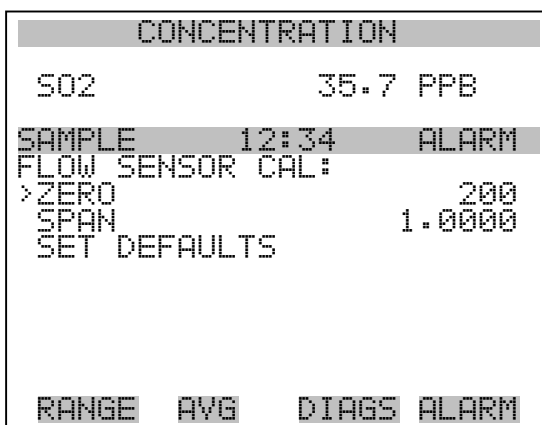 CONCENTRATION
SO2 35.7 PPB
SAMPLE 12:34 ALARM
FLOW SENSOR CAL:
>ZERO 200
SPAN 1.0000
SET DEFAULTS
RANGE AVG DIAGS ALARM